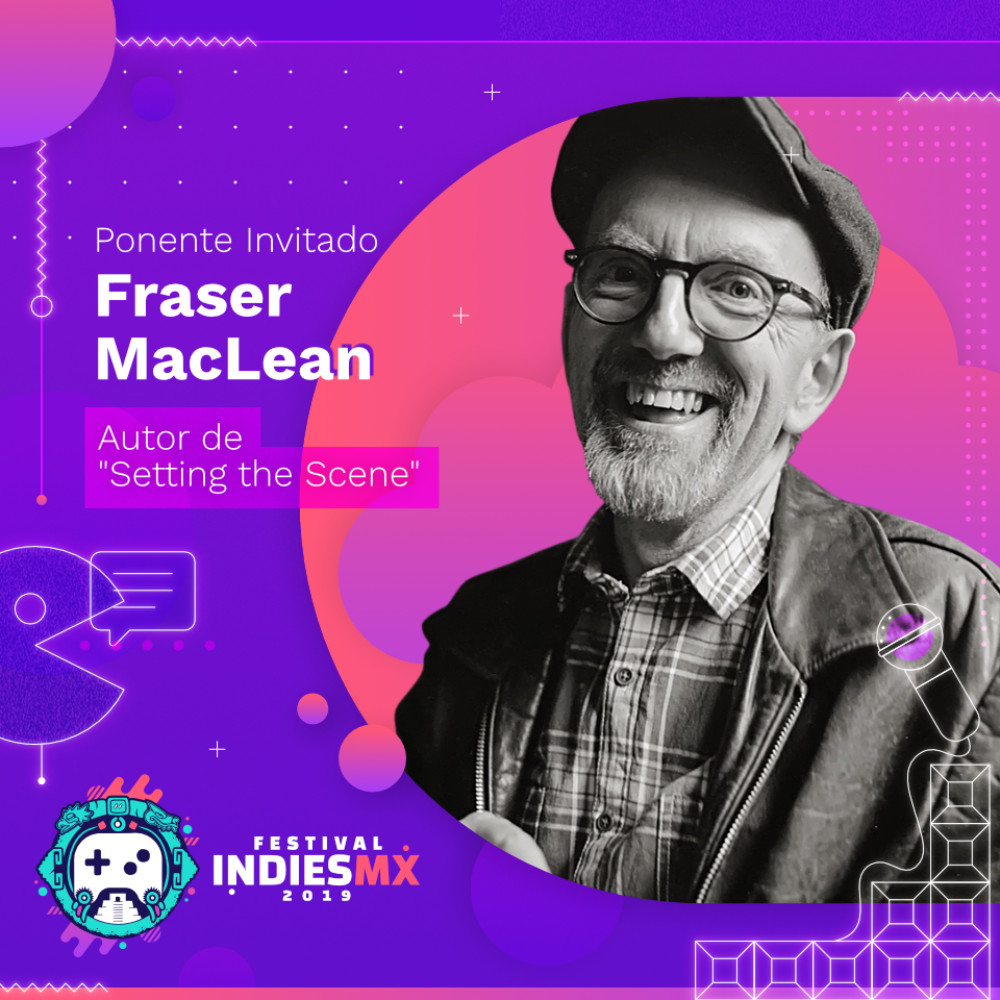 Ponente Invitado
Fraser
MacLean
Autor de
"Setting the Scene"
FESTIVAL
INDIESMX
2019